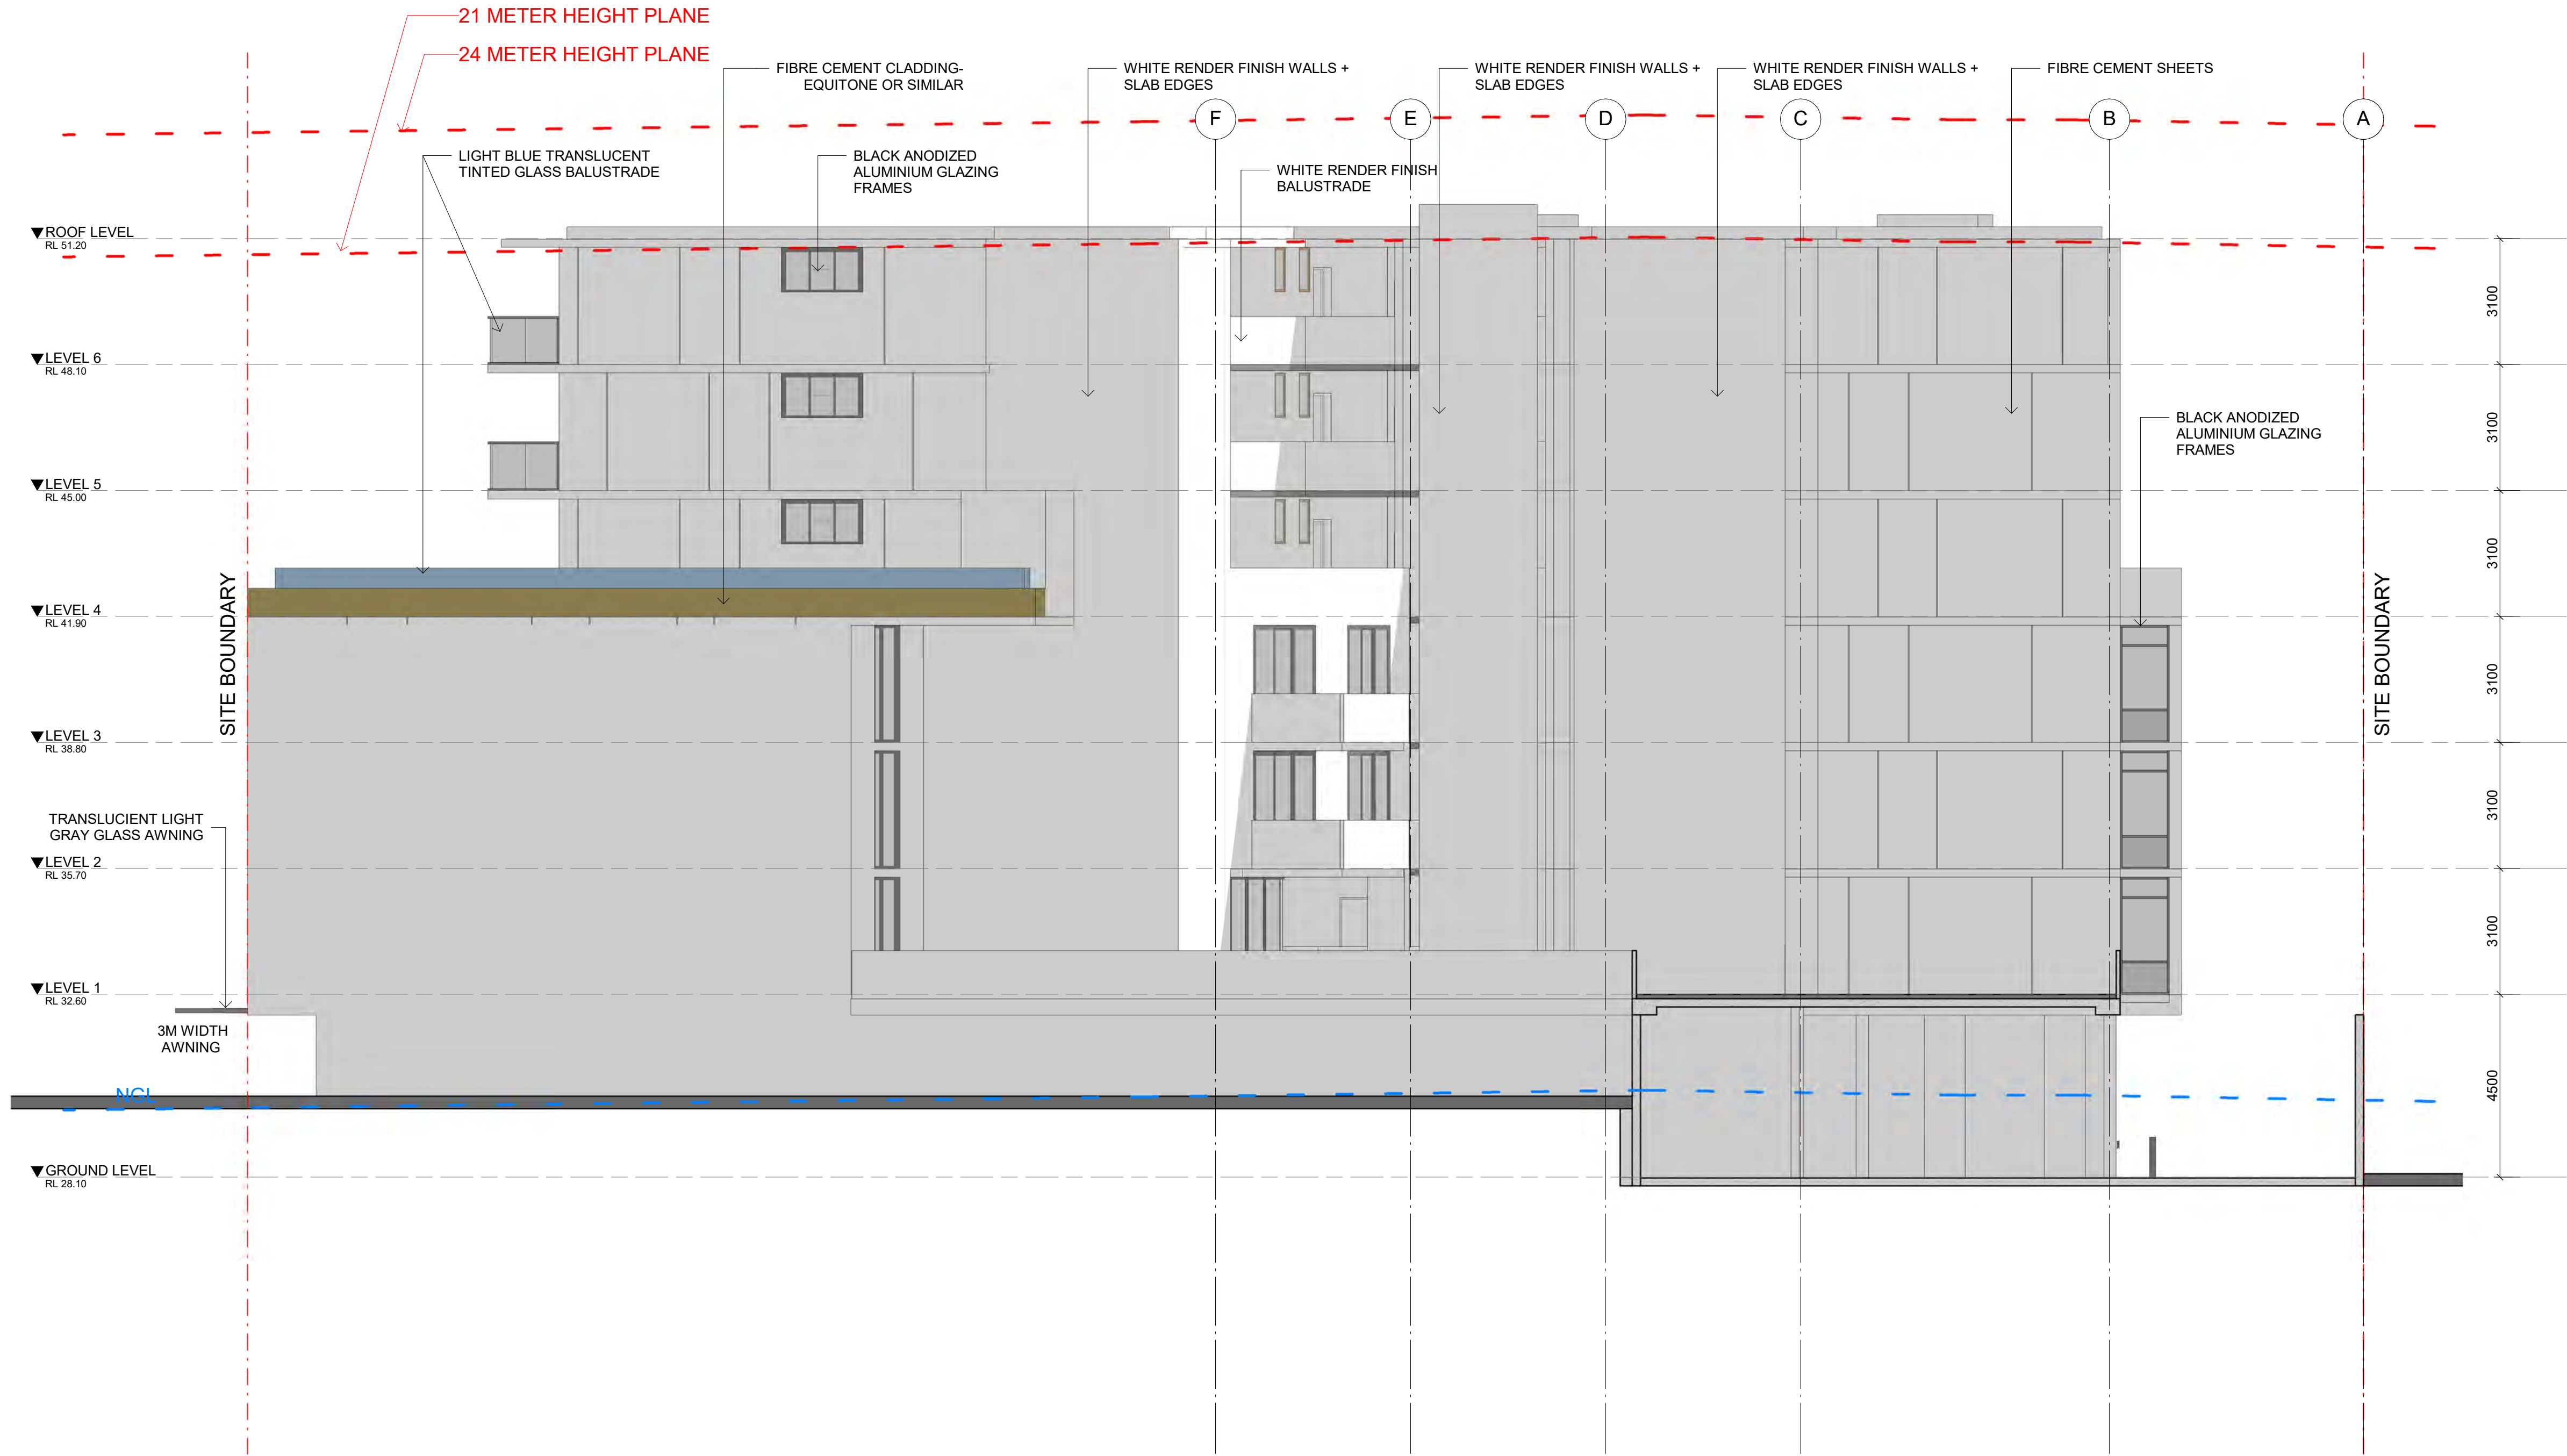 21 METER HEIGHT PLANE
24 METER HEIGHT PLANE
FIBRE CEMENT CLADDING-
EQUITONE OR SIMILAR
WHITE RENDER FINISH WALLS +
SLAB EDGES
WHITE RENDER FINISH WALLS +
SLAB EDGES
WHITE RENDER FINISH WALLS +
SLAB EDGES
FIBRE CEMENT SHEETS
F
E
D
C
B
A
LIGHT BLUE TRANSLUCENT
TINTED GLASS BALUSTRADE
BLACK ANODIZED
ALUMINIUM GLAZING
FRAMES
WHITE RENDER FINISH
BALUSTRADE
ROOF LEVEL
RL 51.20
3100
LEVEL 6
RL 48.10
3100
BLACK ANODIZED
ALUMINIUM GLAZING
FRAMES
LEVEL 5
RL 45.00
3100
LEVEL 4
RL 41.90
SITE BOUNDARY
SITE BOUNDARY
3100
LEVEL 3
RL 38.80
3100
TRANSLUCIENT LIGHT
GRAY GLASS AWNING
LEVEL 2
RL 35.70
3100
LEVEL 1
RL 32.60
3M WIDTH
AWNING
NGL
4500
GROUND LEVEL
RL 28.10